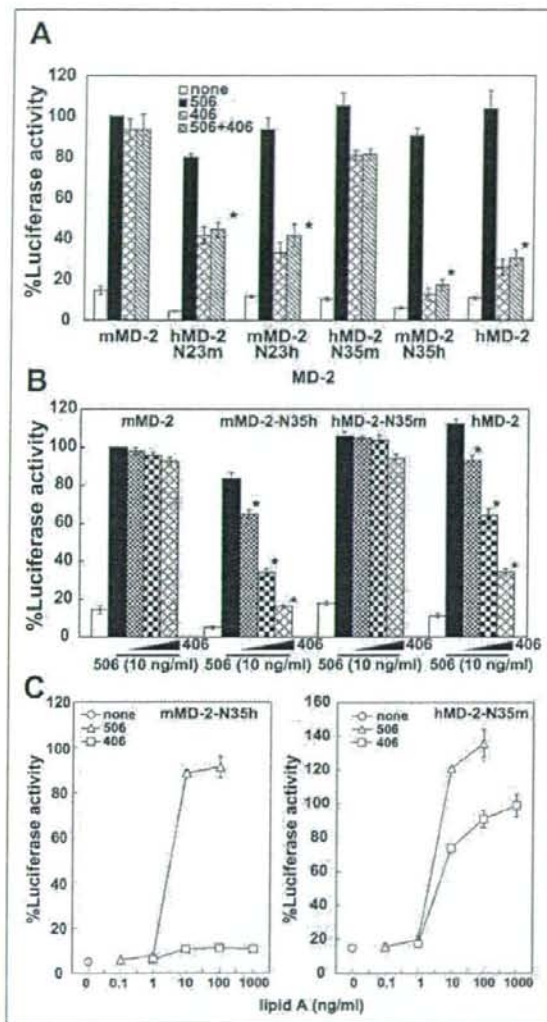 A
%Luciferase activity
120
100
80
60
40
20
0
none
506
406
506+406
* * * *
mMD-2 hMD-2 mMD-2 hMD-2 mMD-2 hMD-2
N23m N23h N35m N35h
MD-2
B
%Luciferase activity
120
100
80
60
40
20
0
mMD-2 mMD-2-N35h hMD-2-N35m hMD-2
* * * * * *
406 406 406 406
506 (10 ng/ml) 506 (10 ng/ml) 506 (10 ng/ml) 506 (10 ng/ml)
C
%Luciferase activity
120
100
80
60
40
20
0
none
506
406
mMD-2-N35h
0 0.1 1 10 100 1000
%Luciferase activity
160
140
120
100
80
60
40
20
0
none
506
406
hMD-2-N35m
0 0.1 1 10 100 1000
lipid A (ng/ml)